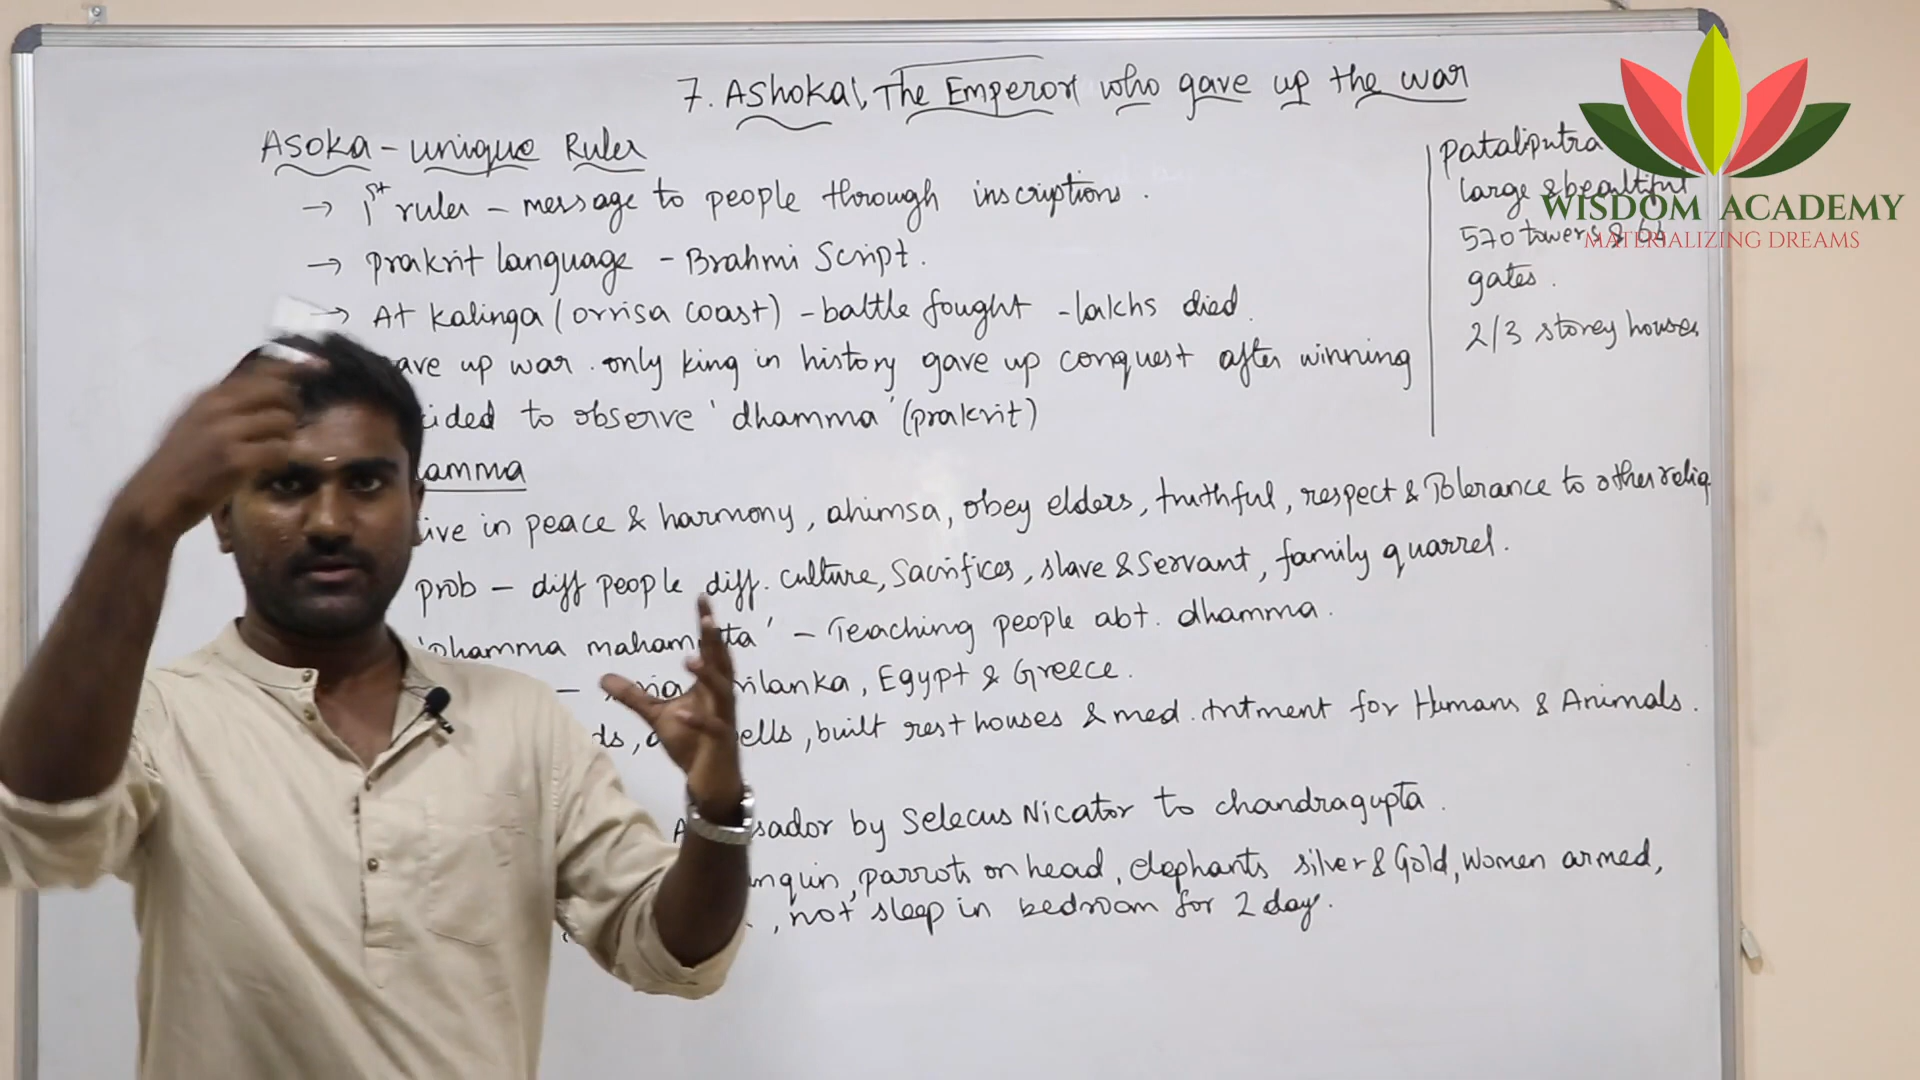 7. Ashoka, The Emperor who gave up the war
Asoka - unique Ruler
→ 1st ruler - message to people through inscriptions.
→ prakrit language - Brahmi Script.
→ At kalinga (orrisa coast) - battle fought - lakhs died.
ave up war. only king in history gave up conquest after winning
ided to observe 'dhamma' (prakrit)
amma
ive in peace & harmony, ahimsa, obey elders, truthful, respect & Tolerance to other relig
prob - diff people diff. culture, Sacrifices, slave & Servant, family quarrel.
'Dhamma maham ta' - Teaching people abt. dhamma.
- ria rilanka, Egypt & Greece.
ds, ells, built rest houses & med. tntment for Humans & Animals.
A sador by Selecus Nicator to chandragupta.
nquin, parrots on head, elephants silver & Gold, women armed,
, not sleep in bedroom for 2 day.
Pataliputra
large & beautiful
570 towers & 64
gates.
2/3 storey houses
WISDOM ACADEMY
MATERIALIZING DREAMS